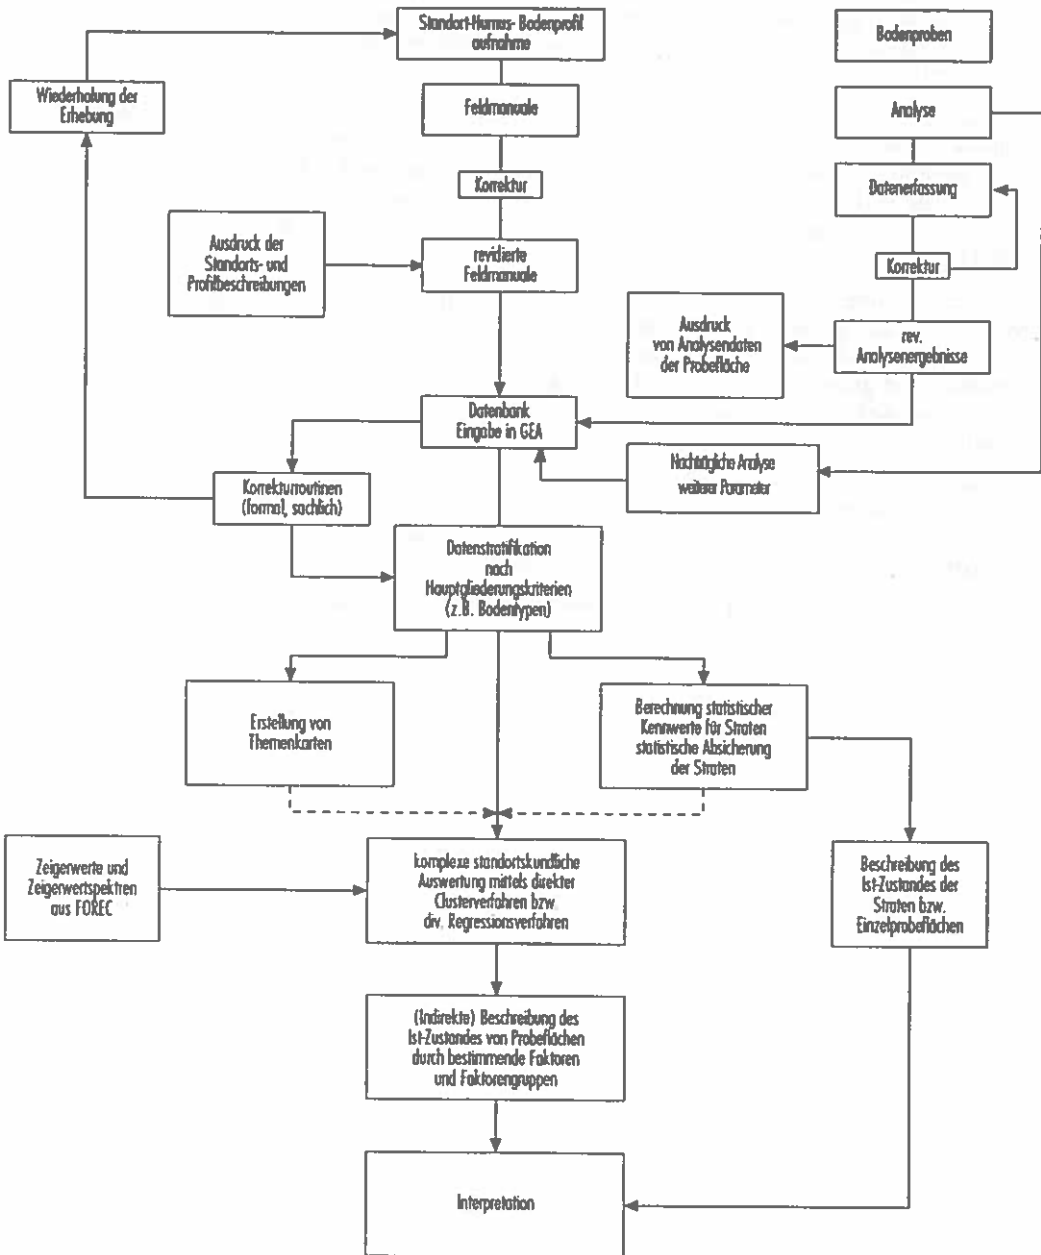 Standort-Humus- Bodenprofil
aufnahme
Bodenproben
Wiederholung der
Erhebung
Feldmanuale
Analyse
Korrektur
Datenerfassung
Ausdruck der
Standorts- und
Profilbeschreibungen
revidierte
Feldmanuale
Korrektur
Ausdruck
von Analysendaten
der Probefläche
rev.
Analysenergebnisse
Datenbank
Eingabe in GEA
Nachträgliche Analyse
weiterer Parameter
Korrekturroutinen
(formal, sachlich)
Datenstratifikation
nach
Hauptgliederungskriterien
(z.B. Bodentypen)
Erstellung von
Themenkarten
Berechnung statistischer
Kennwerte für Straten
statistische Absicherung
der Straten
Zeigerwerte und
Zeigerwertspektren
aus FOREC
komplexe standortskundliche
Auswertung mittels direkter
Clusterverfahren bzw
div. Regressionsverfahren
Beschreibung des
Ist-Zustandes der
Straten bzw.
Einzelprobeflächen
(Indirekte) Beschreibung des
Ist-Zustandes von Probeflächen
durch bestimmende Faktoren
und Faktorengruppen
Interpretation